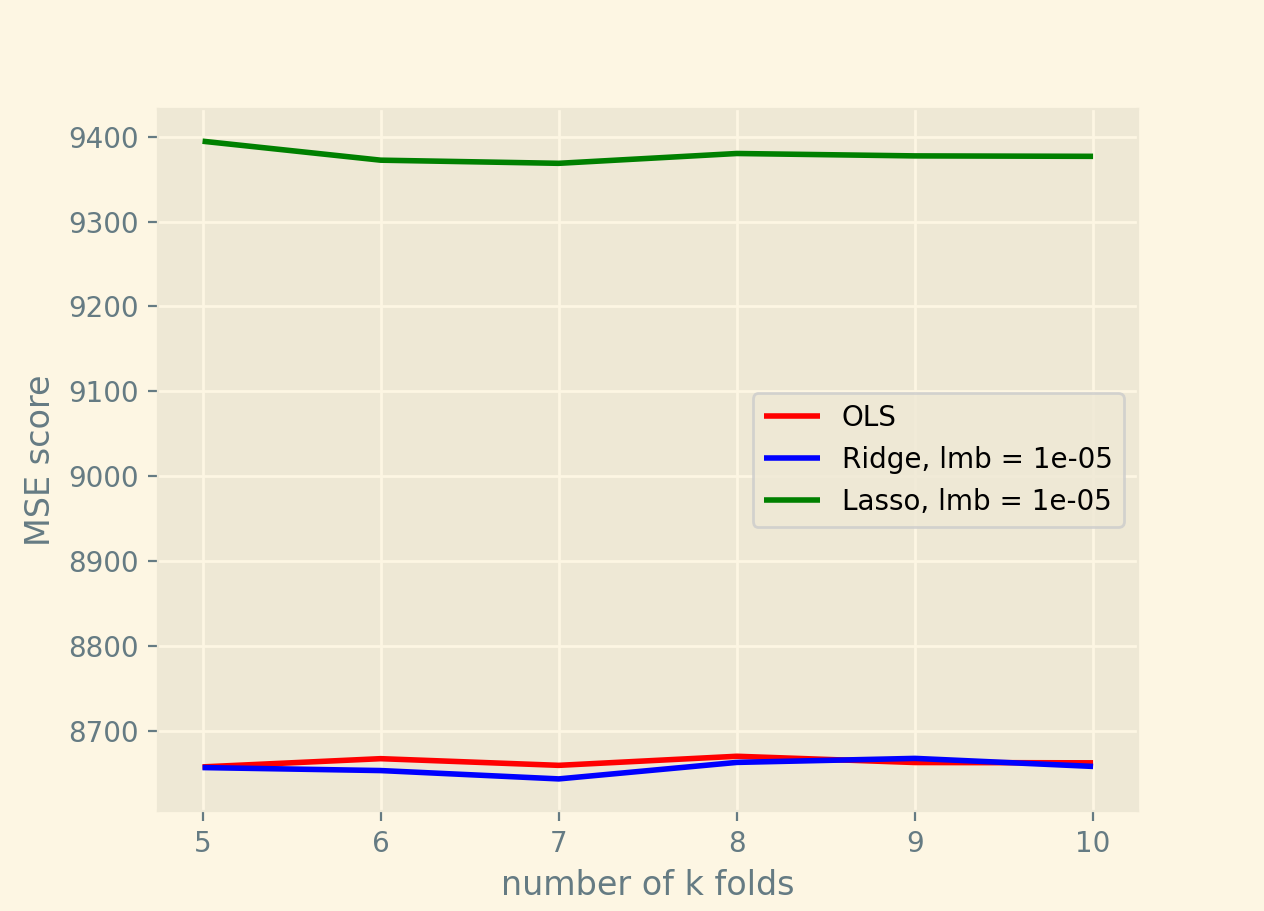 9400
9300
9200
9100
9000
8900
8800
8700
MSE score
OLS
Ridge, lmb = 1e-05
Lasso, lmb = 1e-05
5 6 7 8 9 10
number of k folds